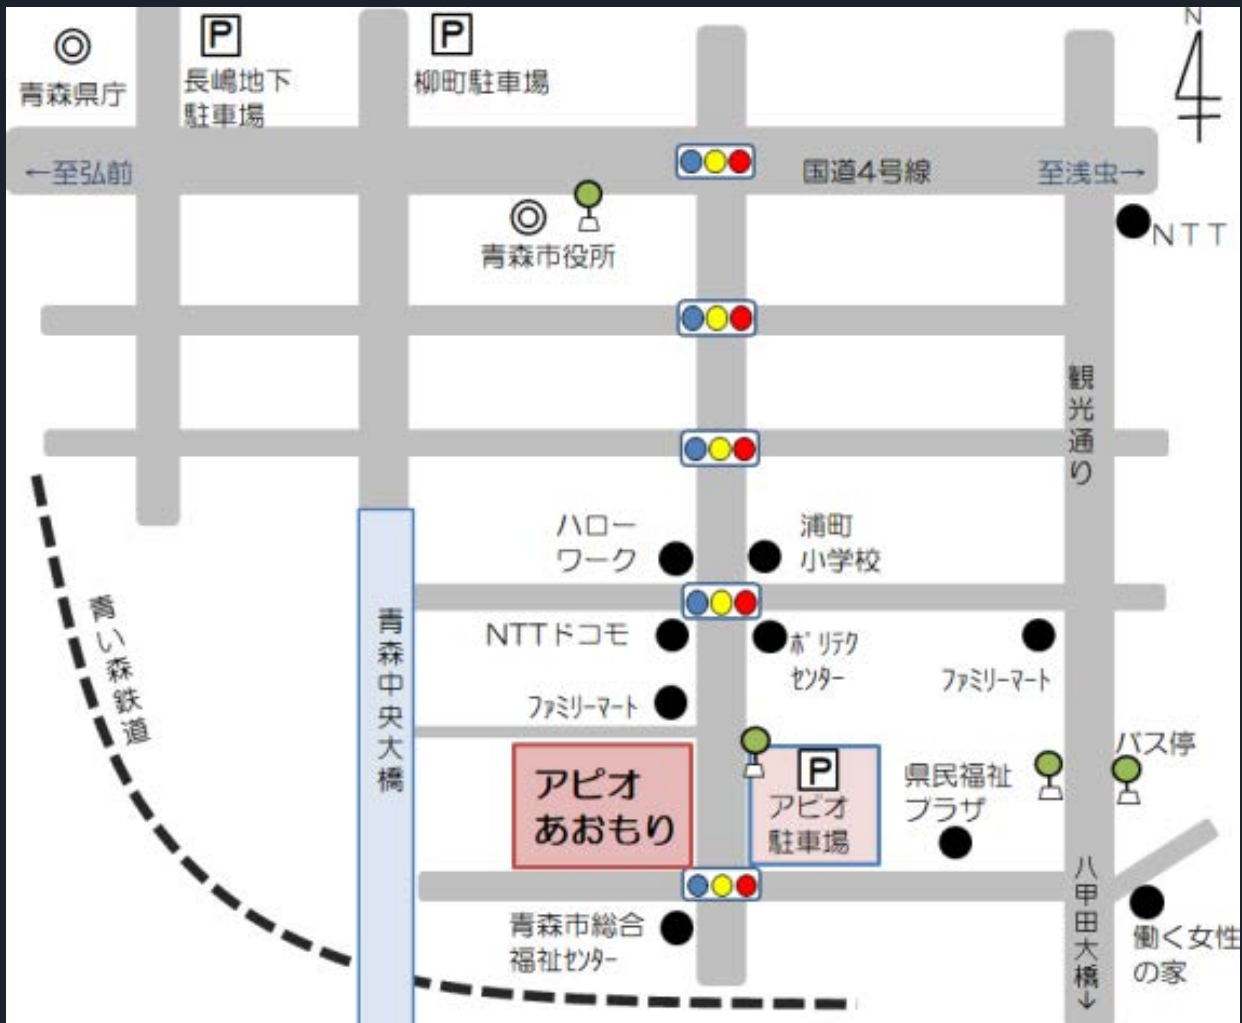 N
青森県庁
P
長嶋地下
駐車場
P
柳町駐車場
←至弘前
国道4号線
至浅虫→
青森市役所
NTT
観光通り
ハロー
ワーク
浦町
小学校
青い森鉄道
青森中央大橋
NTTドコモ
ポリテク
センター
ファミリーマート
ファミリーマート
アピオ
あおもり
P
アピオ
駐車場
県民福祉
プラザ
バス停
青森市総合
福祉センター
八甲田大橋↓
働く女性
の家